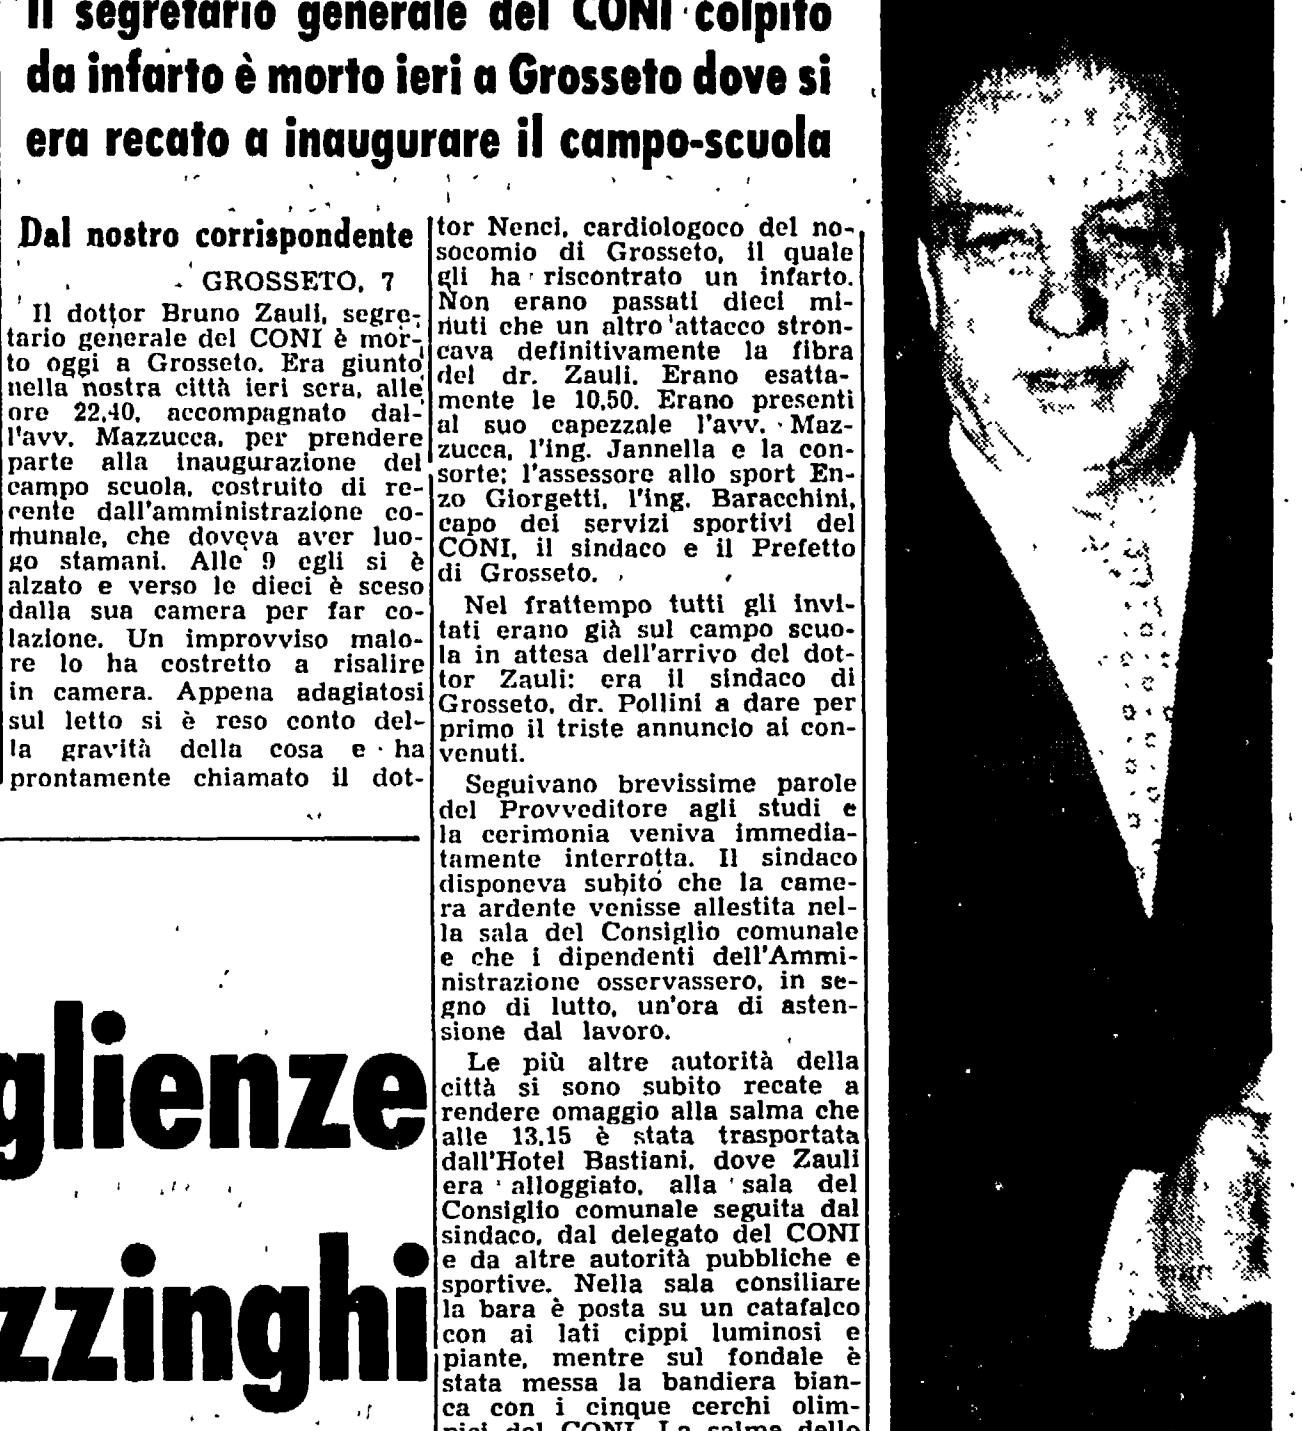 Il segretario generale del CONI colpito
da infarto è morto ieri a Grosseto dove si
era recato a inaugurare il campo-scuola
Dal nostro corrispondente
GROSSETO, 7
Il dottor Bruno Zauli, segre-
tario generale del CONI è mor-
to oggi a Grosseto. Era giunto
nella nostra città ieri sera, alle
ore 22,40, accompagnato dal-
l'avv. Mazzucca, per prendere
parte alla inaugurazione del
campo scuola, costruito di re-
cente dall'amministrazione co-
munale, che doveva aver luo-
go stamani. Alle 9 egli si è
alzato e verso le dieci è sceso
dalla sua camera per far co-
lazione. Un improvviso malo-
re lo ha costretto a risalire
in camera. Appena adagiatosi
sul letto si è reso conto del-
la gravità della cosa e ha
prontamente chiamato il dot-
tor Nenci, cardiologoco del no-
socomio di Grosseto, il quale
gli ha riscontrato un infarto.
Non erano passati dieci mi-
nuti che un altro attacco stron-
cava definitivamente la fibra
del dr. Zauli. Erano esatta-
mente le 10,50. Erano presenti
al suo capezzale l'avv. Maz-
zucca, l'ing. Jannella e la con-
sorte; l'assessore allo sport En-
zo Giorgetti, l'ing. Baracchini,
capo dei servizi sportivi del
CONI, il sindaco e il Prefetto
di Grosseto.
Nel frattempo tutti gli invi-
tati erano già sul campo scuo-
la in attesa dell'arrivo del dot-
tor Zauli: era il sindaco di
Grosseto, dr. Pollini a dare per
primo il triste annuncio ai con-
venuti.
Seguivano brevissime parole
del Provveditore agli studi e
la cerimonia veniva immedia-
tamente interrotta. Il sindaco
disponeva subito che la came-
ra ardente venisse allestita nel-
la sala del Consiglio comunale
e che i dipendenti dell'Ammi-
nistrazione osservassero, in se-
gno di lutto, un'ora di asten-
sione dal lavoro.
Le più altre autorità della
città si sono subito recate a
rendere omaggio alla salma che
alle 13,15 è stata trasportata
dall'Hotel Bastiani, dove Zauli
era alloggiato, alla sala del
Consiglio comunale seguita dal
sindaco, dal delegato del CONI
e da altre autorità pubbliche e
sportive. Nella sala consiliare
la bara è posta su un catafalco
con ai lati cippi luminosi e
piante, mentre sul fondale è
stata messa la bandiera bian-
ca con i cinque cerchi olim-
pici del CONI. La salma dello
glienze
zzinghi